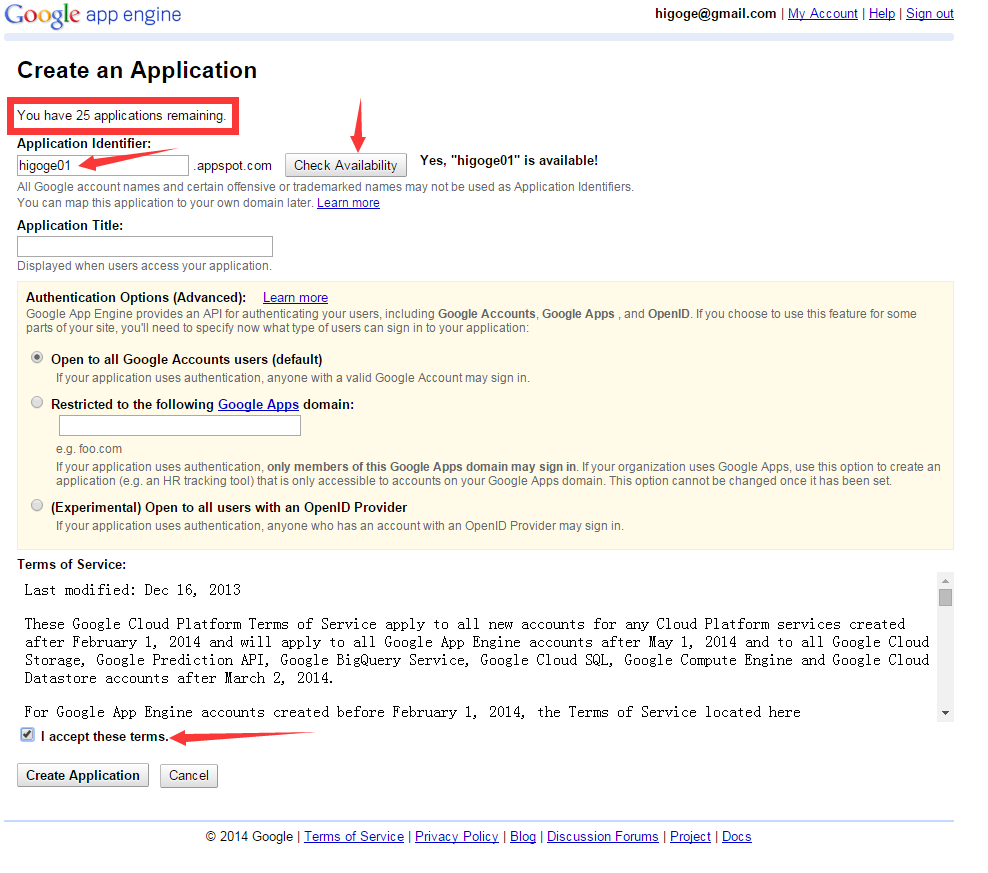 Google app engine
higoge@gmail.com | My Account | Help | Sign out
Create an Application
You have 25 applications remaining.
Application Identifier:
higoge01 .appspot.com Check Availability Yes, "higoge01" is available!
All Google account names and certain offensive or trademarked names may not be used as Application Identifiers.
You can map this application to your own domain later. Learn more
Application Title:
Displayed when users access your application.
Authentication Options (Advanced): Learn more
Google App Engine provides an API for authenticating your users, including Google Accounts, Google Apps , and OpenID. If you choose to use this feature for some
parts of your site, you'll need to specify now what type of users can sign in to your application:
Open to all Google Accounts users (default)
If your application uses authentication, anyone with a valid Google Account may sign in.
Restricted to the following Google Apps domain:
e.g. foo.com
If your application uses authentication, only members of this Google Apps domain may sign in. If your organization uses Google Apps, use this option to create an
application (e.g. an HR tracking tool) that is only accessible to accounts on your Google Apps domain. This option cannot be changed once it has been set.
(Experimental) Open to all users with an OpenID Provider
If your application uses authentication, anyone who has an account with an OpenID Provider may sign in.
Terms of Service:
Last modified: Dec 16, 2013
These Google Cloud Platform Terms of Service apply to all new accounts for any Cloud Platform services created
after February 1, 2014 and will apply to all Google App Engine accounts after May 1, 2014 and to all Google Cloud
Storage, Google Prediction API, Google BigQuery Service, Google Cloud SQL, Google Compute Engine and Google Cloud
Datastore accounts after March 2, 2014.
For Google App Engine accounts created before February 1, 2014, the Terms of Service located here
I accept these terms.
Create Application Cancel
© 2014 Google | Terms of Service | Privacy Policy | Blog | Discussion Forums | Project | Docs